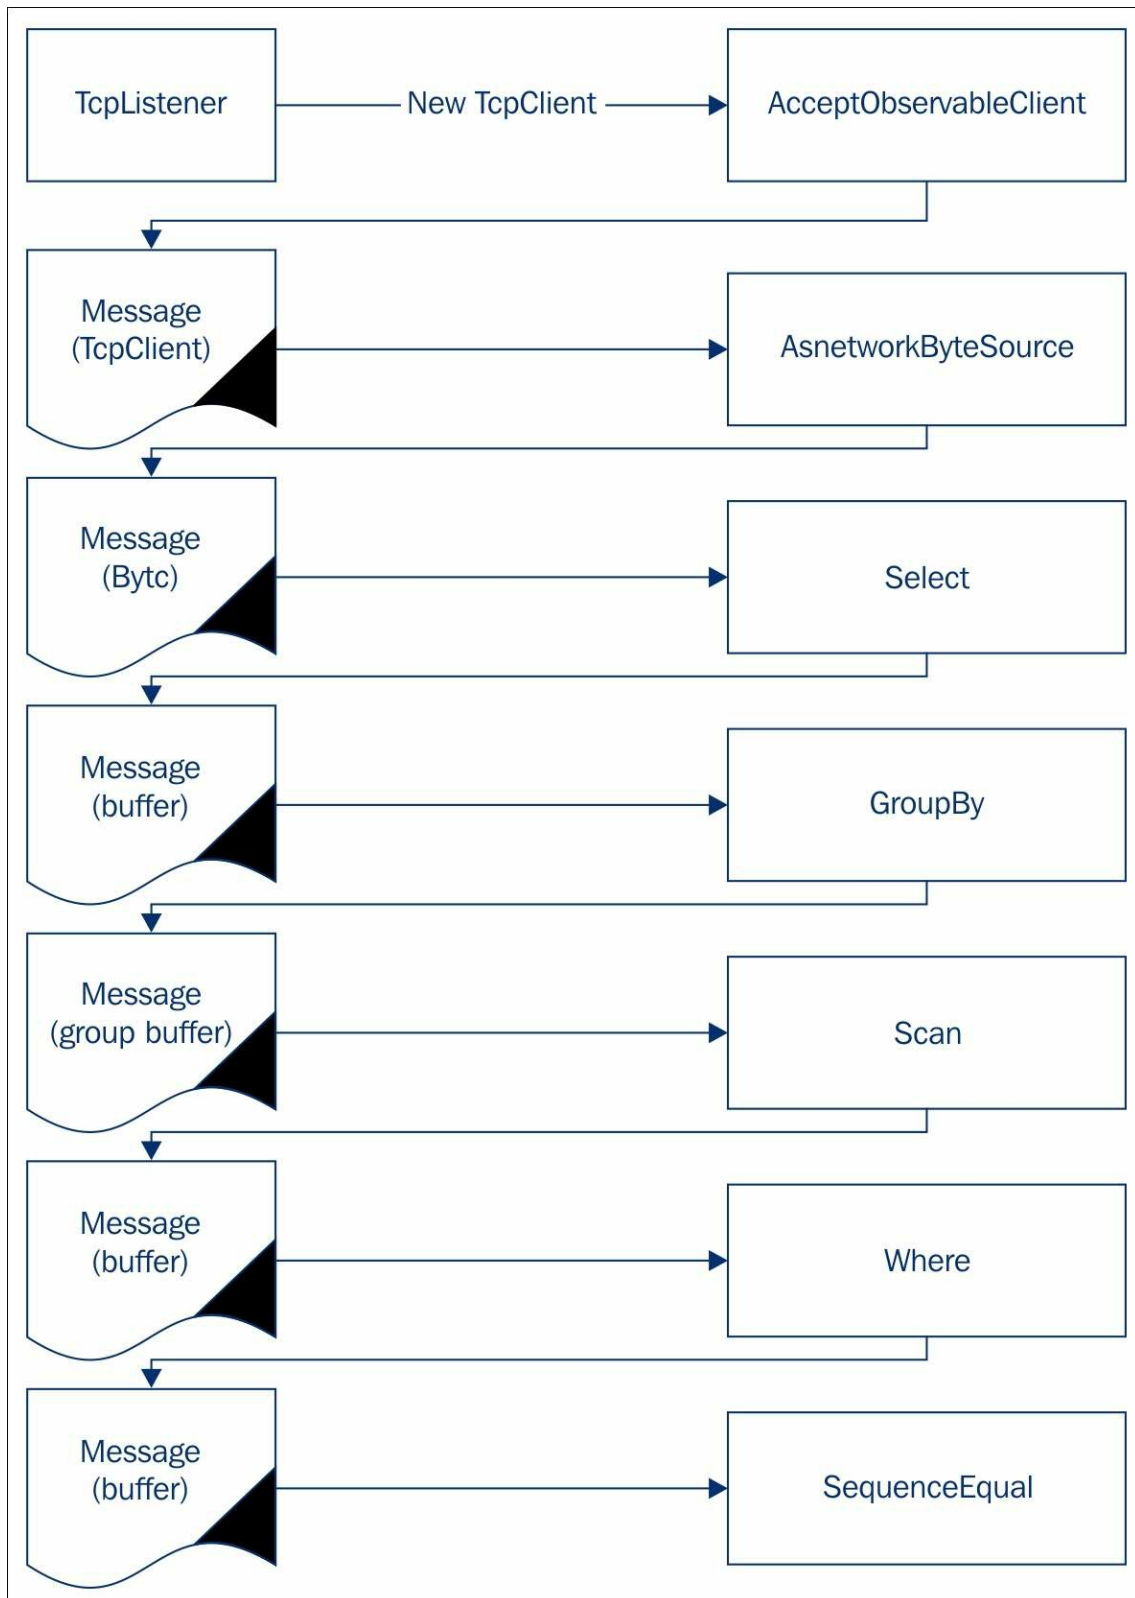 TcpListener
New TcpClient
AcceptObservableClient
Message
(TcpClient)
AsnetworkByteSource
Message
(Bytc)
Select
Message
(buffer)
GroupBy
Message
(group buffer)
Scan
Message
(buffer)
Where
Message
(buffer)
SequenceEqual